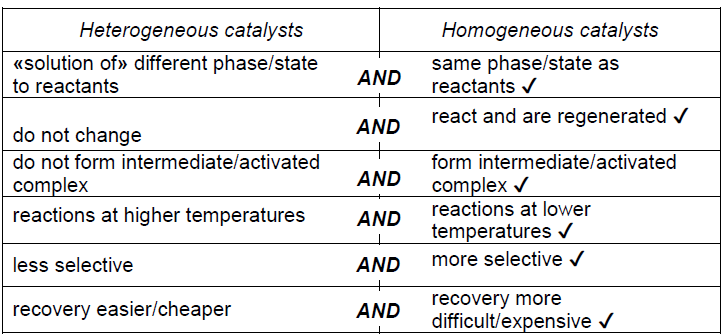 Heterogeneous catalysts Homogeneous catalysts
«solution of» different phase/state AND same phase/state as
to reactants reactants ✓
do not change AND react and are regenerated ✓
do not form intermediate/activated AND form intermediate/activated
complex complex ✓
reactions at higher temperatures AND reactions at lower
temperatures ✓
less selective AND more selective ✓
recovery easier/cheaper AND recovery more
difficult/expensive ✓